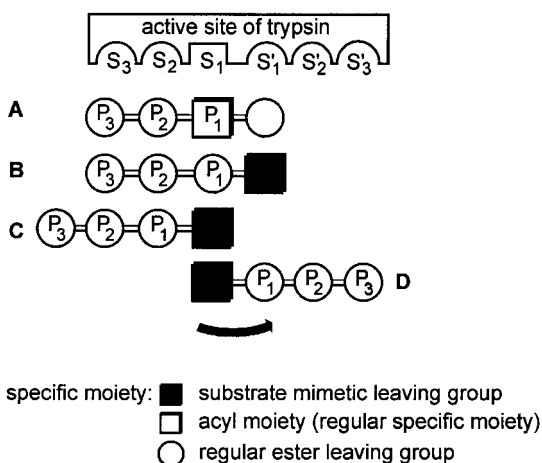 active site of trypsin
S₃ S₂ S₁ S'₁ S'₂ S'₃
A P₃ P₂ P₁
B P₃ P₂ P₁
C P₃ P₂ P₁
P₁ P₂ P₃ D
specific moiety: substrate mimetic leaving group
acyl moiety (regular specific moiety)
regular ester leaving group